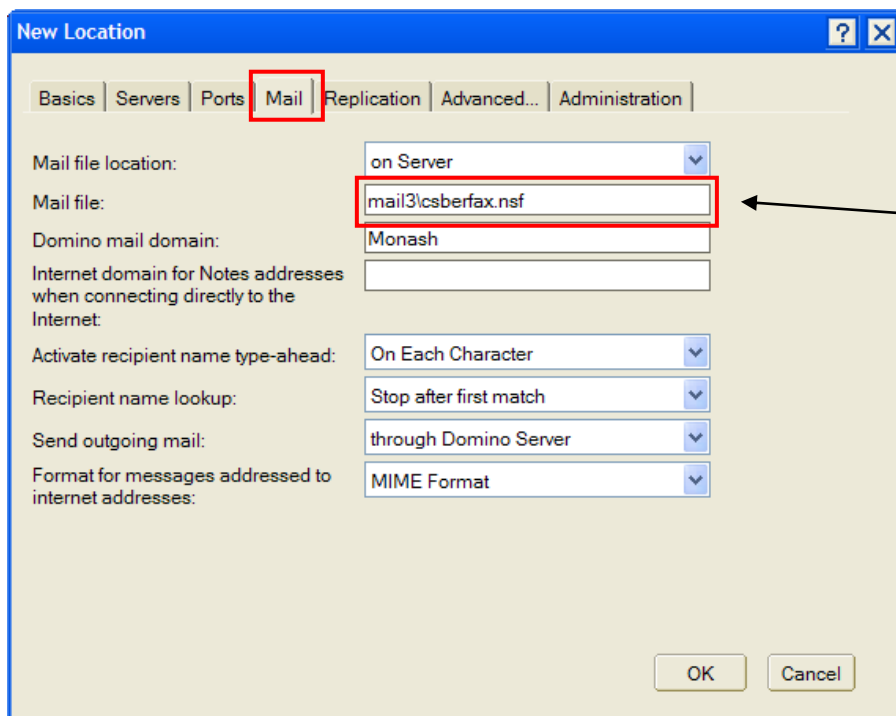 New Location
Basics Servers Ports Mail Replication Advanced... Administration
Mail file location: on Server
Mail file: mail3\csberfax.nsf
Domino mail domain: Monash
Internet domain for Notes addresses
when connecting directly to the
Internet:
Activate recipient name type-ahead: On Each Character
Recipient name lookup: Stop after first match
Send outgoing mail: through Domino Server
Format for messages addressed to
internet addresses: MIME Format
OK Cancel